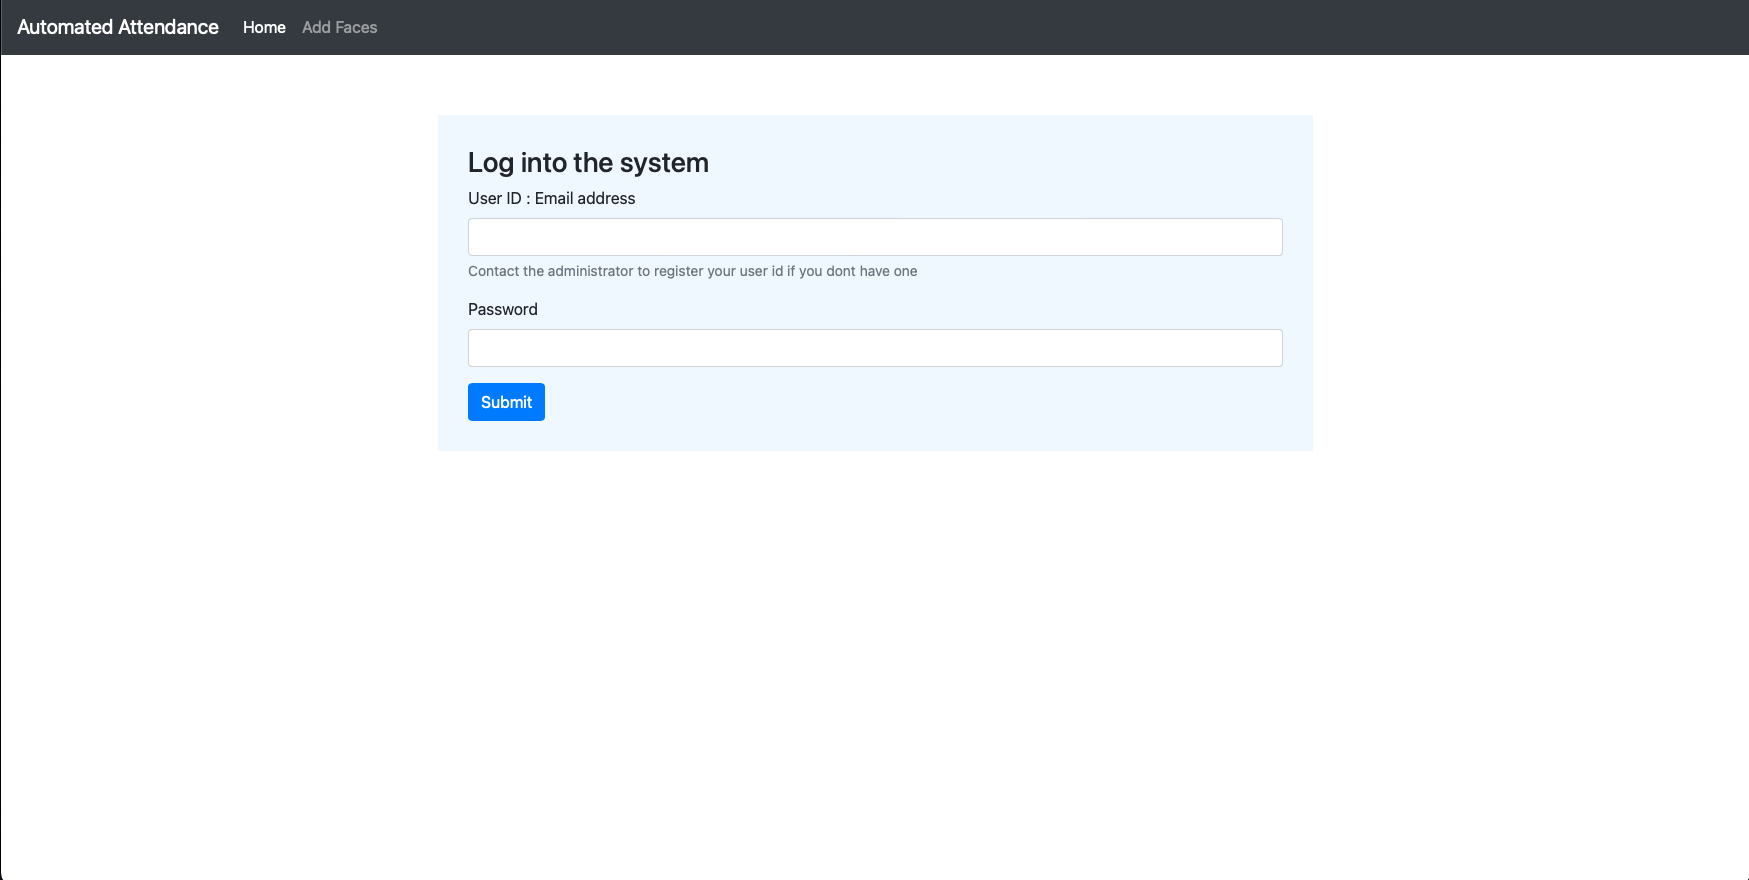 Automated Attendance Home Add Faces
Log into the system
User ID : Email address
Contact the administrator to register your user id if you dont have one
Password
Submit